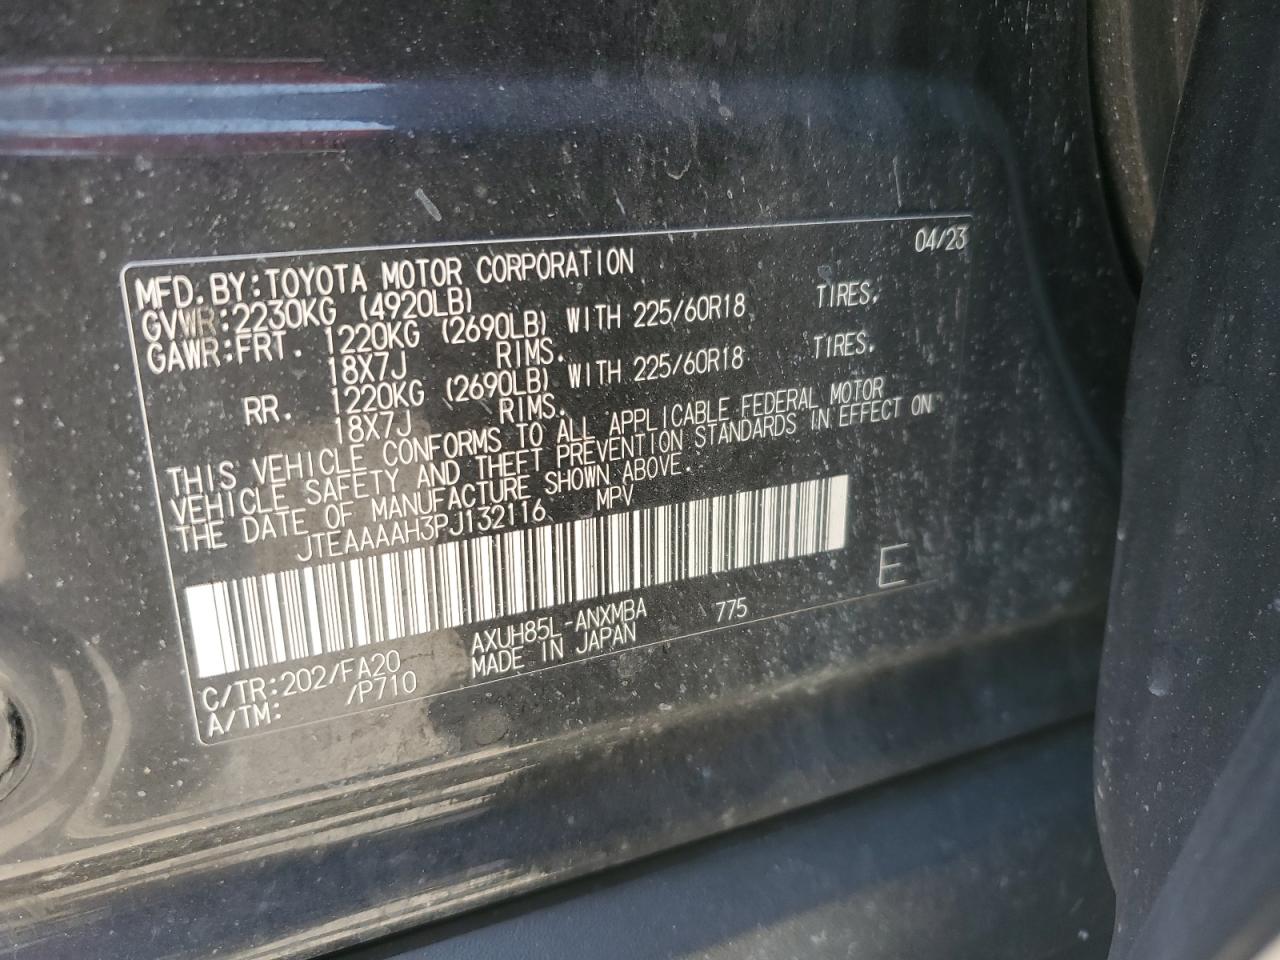 04/23
MFD.BY:TOYOTA MOTOR CORPORATION
GVWR:2230KG (4920LB)
GAWR:FRT. 1220KG (2690LB) WITH 225/60R18 TIRES,
18X7J RIMS.
RR. 1220KG (2690LB) WITH 225/60R18 TIRES,
18X7J RIMS.
THIS VEHICLE CONFORMS TO ALL APPLICABLE FEDERAL MOTOR
VEHICLE SAFETY AND THEFT PREVENTION STANDARDS IN EFFECT ON
THE DATE OF MANUFACTURE SHOWN ABOVE.
JTEAAAAH3PJ132116 MPV
E
C/TR:202/FA20 AXUH85L-ANXMBA 775
A/TM: /P710 MADE IN JAPAN